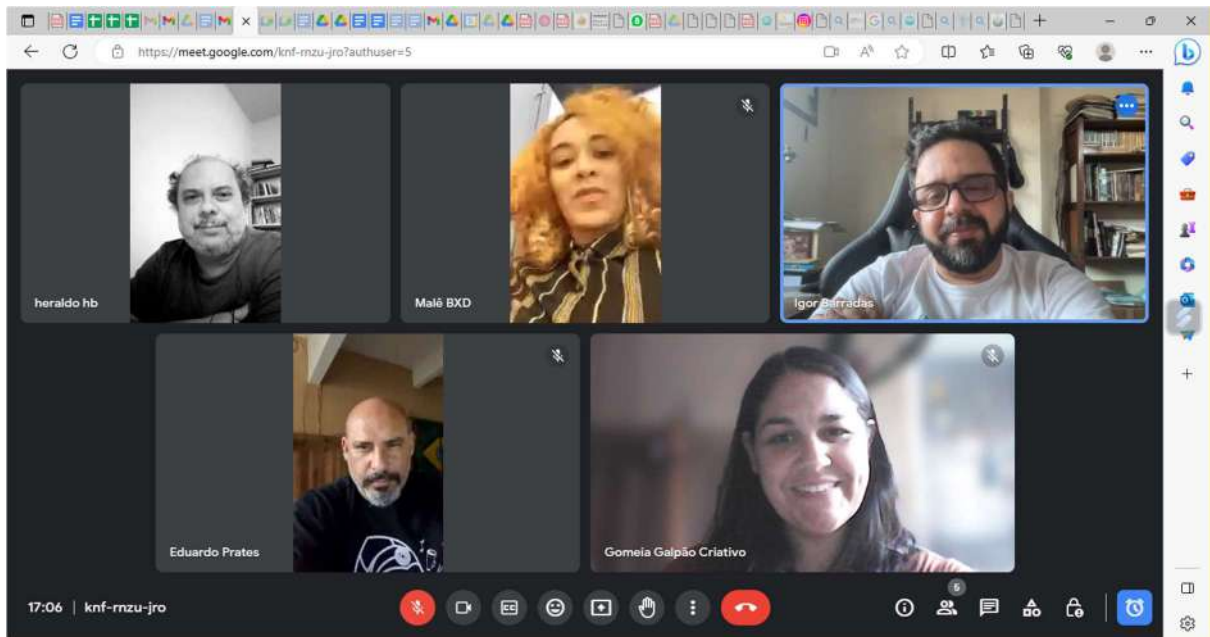 https://meet.google.com/knf-rnzu-jro?authuser=5
heraldo hb
Malê BXD
Igor Barradas
Eduardo Prates
Gomeia Galpão Criativo
17:06 | knf-rnzu-jro
CC
5